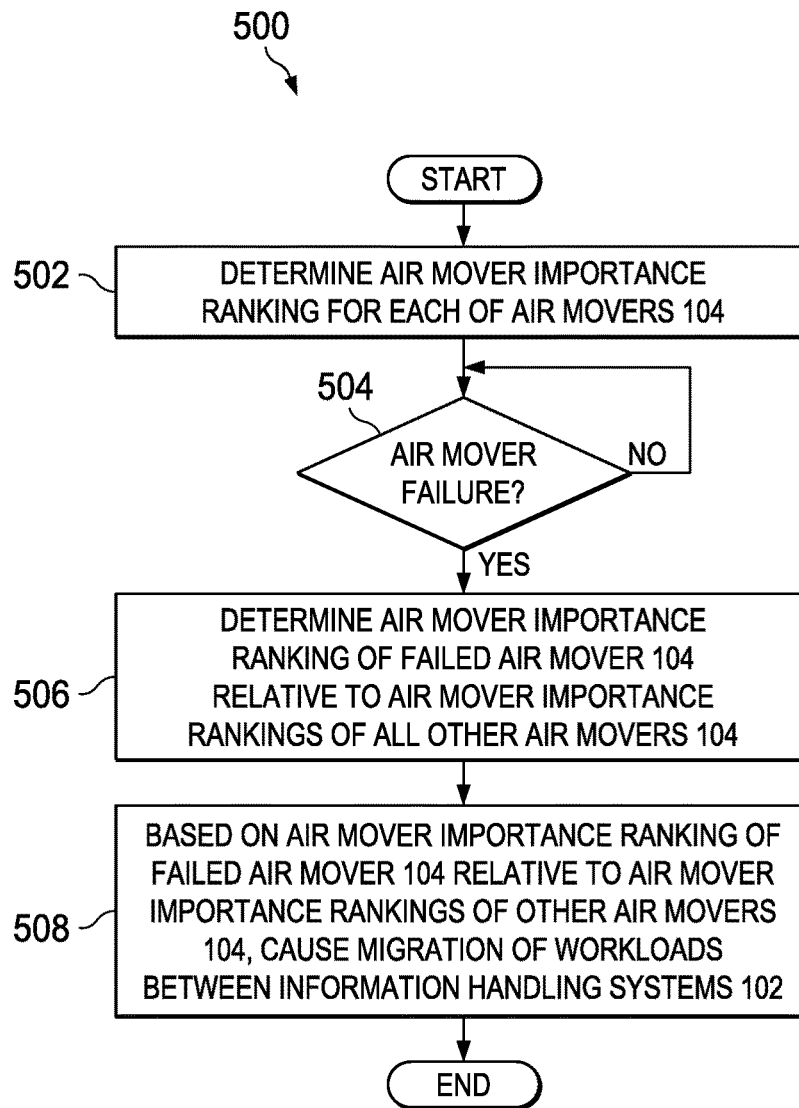 500
START
502
DETERMINE AIR MOVER IMPORTANCE
RANKING FOR EACH OF AIR MOVERS 104
504
AIR MOVER
FAILURE?
NO
YES
506
DETERMINE AIR MOVER IMPORTANCE
RANKING OF FAILED AIR MOVER 104
RELATIVE TO AIR MOVER IMPORTANCE
RANKINGS OF ALL OTHER AIR MOVERS 104
508
BASED ON AIR MOVER IMPORTANCE RANKING OF
FAILED AIR MOVER 104 RELATIVE TO AIR MOVER
IMPORTANCE RANKINGS OF OTHER AIR MOVERS
104, CAUSE MIGRATION OF WORKLOADS
BETWEEN INFORMATION HANDLING SYSTEMS 102
END